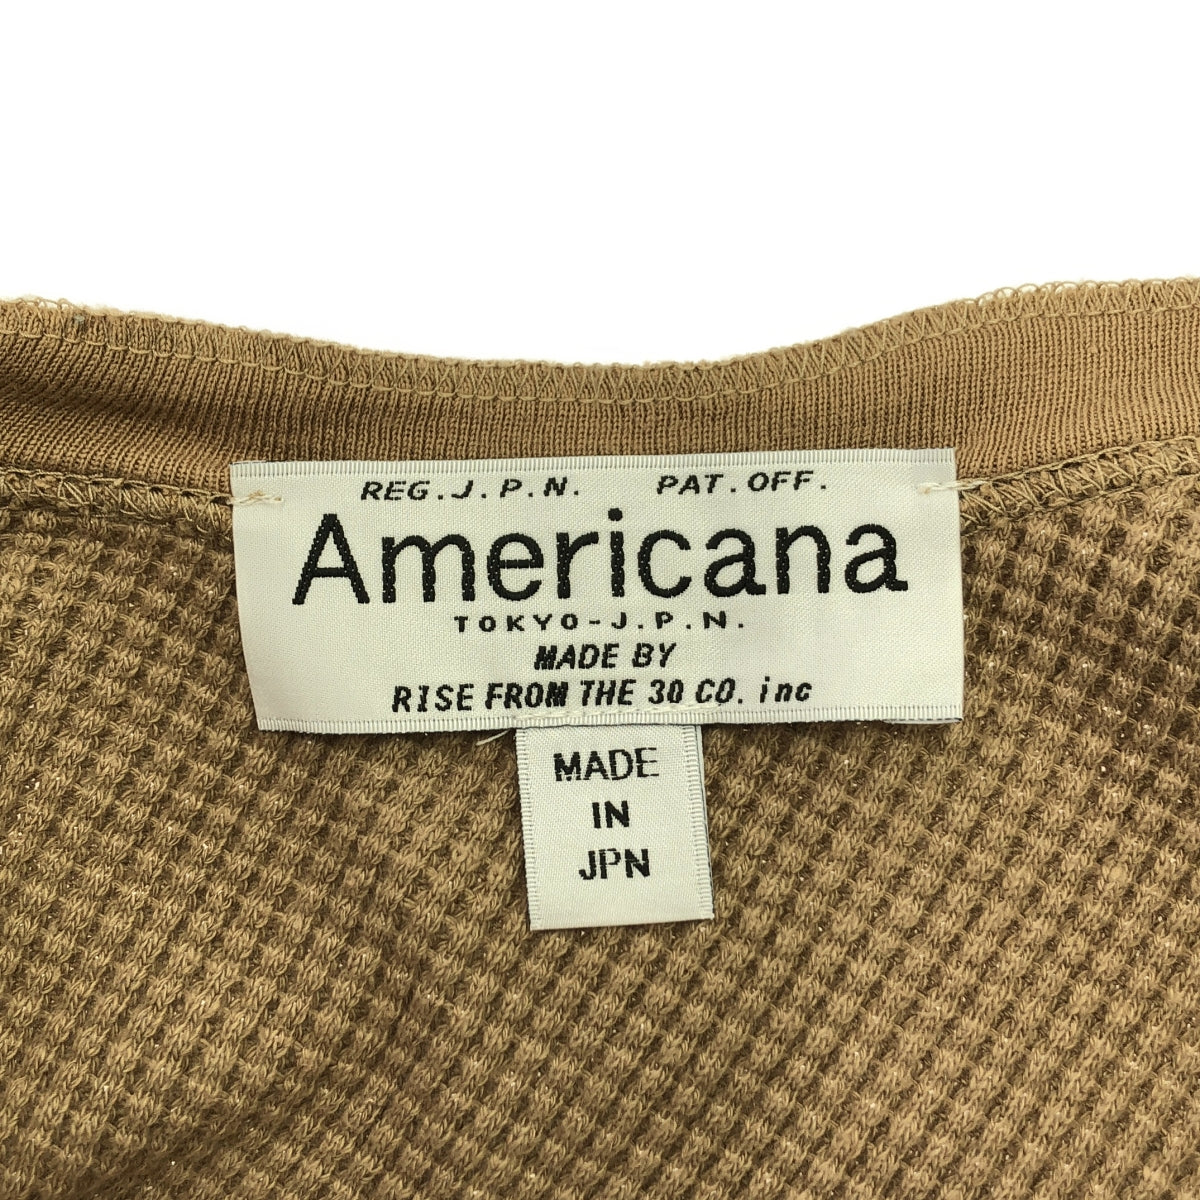 REG.J.P.N. PAT.OFF.
Americana
TOKYO-J.P.N.
MADE BY
RISE FROM THE 30 CO. inc
MADE
IN
JPN